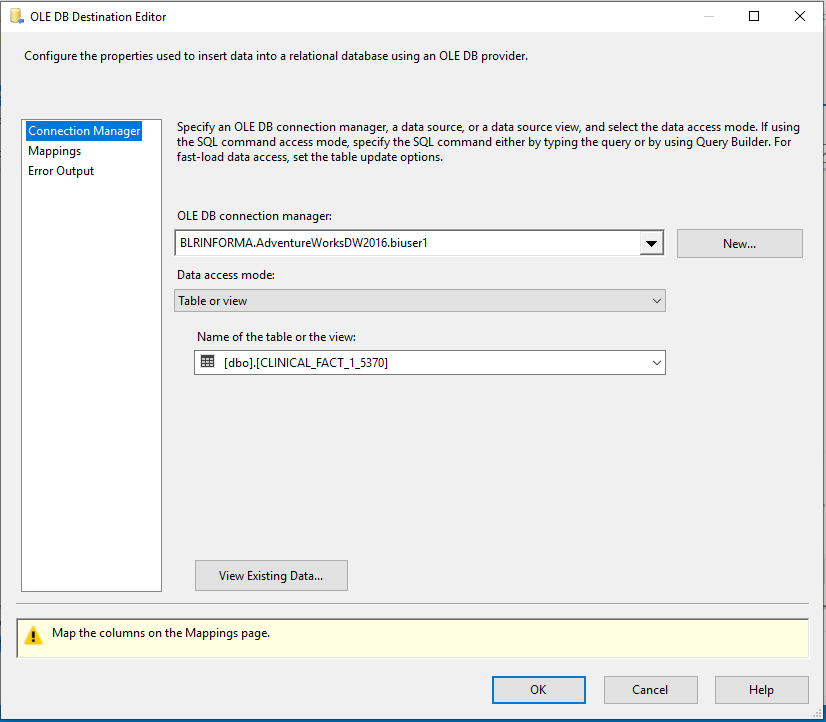 OLE DB Destination Editor
Configure the properties used to insert data into a relational database using an OLE DB provider.
Connection Manager
Mappings
Error Output
Specify an OLE DB connection manager, a data source, or a data source view, and select the data access mode. If using
the SQL command access mode, specify the SQL command either by typing the query or by using Query Builder. For
fast-load data access, set the table update options.
OLE DB connection manager:
BLRINFORMA.AdventureWorksDW2016.biuser1
New...
Data access mode:
Table or view
Name of the table or the view:
[dbo].[CLINICAL_FACT_1_5370]
View Existing Data...
Map the columns on the Mappings page.
OK
Cancel
Help